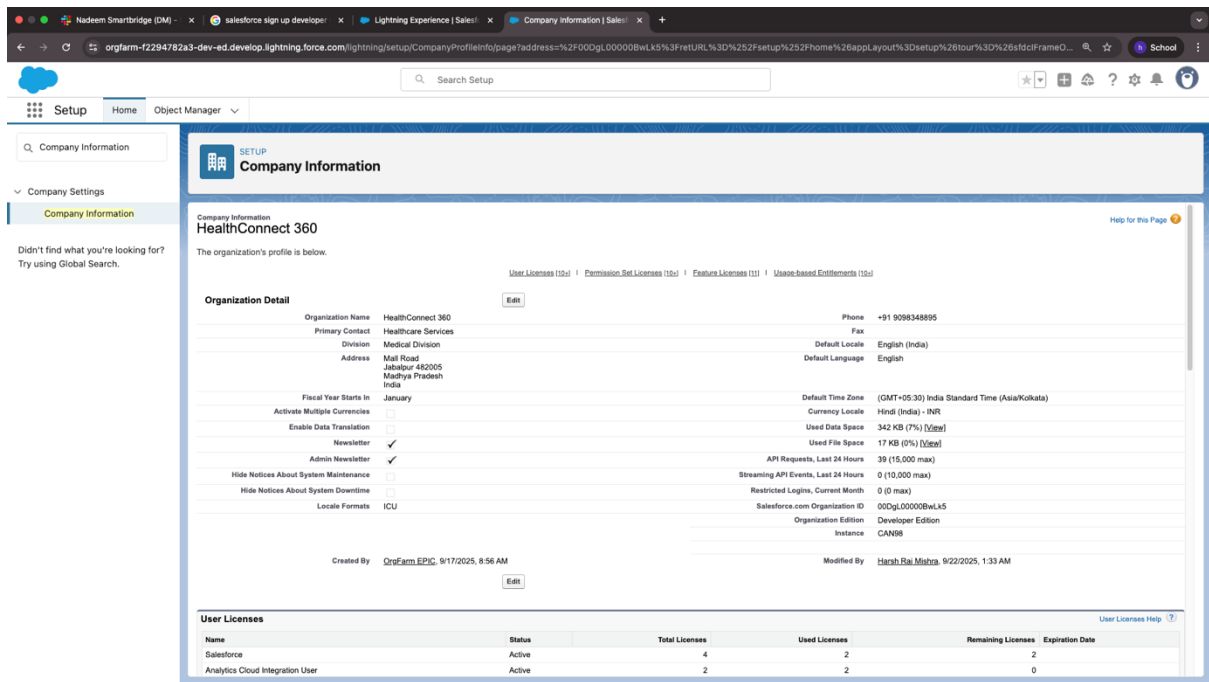 Nadeem Smartbridge (DM) -
salesforce sign up developer
Lightning Experience | Salesf
Company Information | Salesf
orgfarm-f2294782a3-dev-ed.develop.lightning.force.com/lightning/setup/CompanyProfileInfo/page?address=%2F00DgL00000BwLk5%3FretURL%3D%252Fsetup%252Fhome%26appLayout%3Dsetup%26tour%3D%26sfdcIFrameO...
h School
Search Setup
Setup Home Object Manager
Company Information
Company Settings
Company Information
Didn't find what you're looking for?
Try using Global Search.
SETUP
Company Information
Company Information
HealthConnect 360
Help for this Page
The organization's profile is below.
User Licenses [10+] | Permission Set Licenses [10+] | Feature Licenses [11] | Usage-based Entitlements [10+]
Organization Detail Edit
Organization Name HealthConnect 360 Phone +91 9098348895
Primary Contact Healthcare Services Fax
Division Medical Division Default Locale English (India)
Address Mall Road Default Language English
Jabalpur 482005
Madhya Pradesh
India
Fiscal Year Starts In January Default Time Zone (GMT+05:30) India Standard Time (Asia/Kolkata)
Activate Multiple Currencies Currency Locale Hindi (India) - INR
Enable Data Translation Used Data Space 342 KB (7%) [View]
Newsletter ✓ Used File Space 17 KB (0%) [View]
Admin Newsletter ✓ API Requests, Last 24 Hours 39 (15,000 max)
Hide Notices About System Maintenance Streaming API Events, Last 24 Hours 0 (10,000 max)
Hide Notices About System Downtime Restricted Logins, Current Month 0 (0 max)
Locale Formats ICU Salesforce.com Organization ID 00DgL00000BwLk5
Organization Edition Developer Edition
Instance CAN98
Created By OrgFarm EPIC, 9/17/2025, 8:56 AM Modified By Harsh Raj Mishra, 9/22/2025, 1:33 AM
Edit
User Licenses User Licenses Help ?
Name Status Total Licenses Used Licenses Remaining Licenses Expiration Date
Salesforce Active 4 2 2
Analytics Cloud Integration User Active 2 2 0